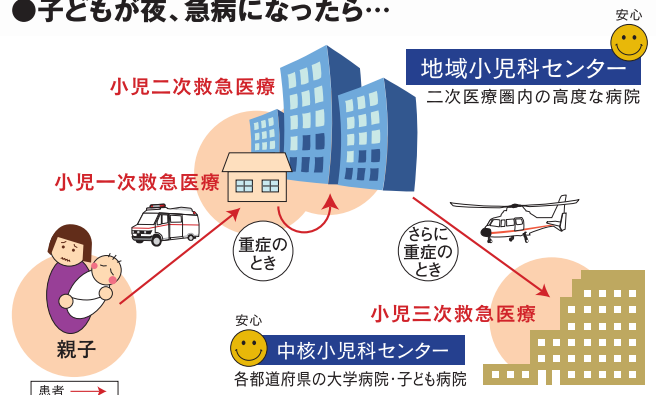 ●子どもが夜、急病になったら…
安心
地域小児科センター
二次医療圏内の高度な病院
小児二次救急医療
小児一次救急医療
重症の
とき
さらに
重症の
とき
親子
小児三次救急医療
安心
中核小児科センター
各都道府県の大学病院・子ども病院
患者